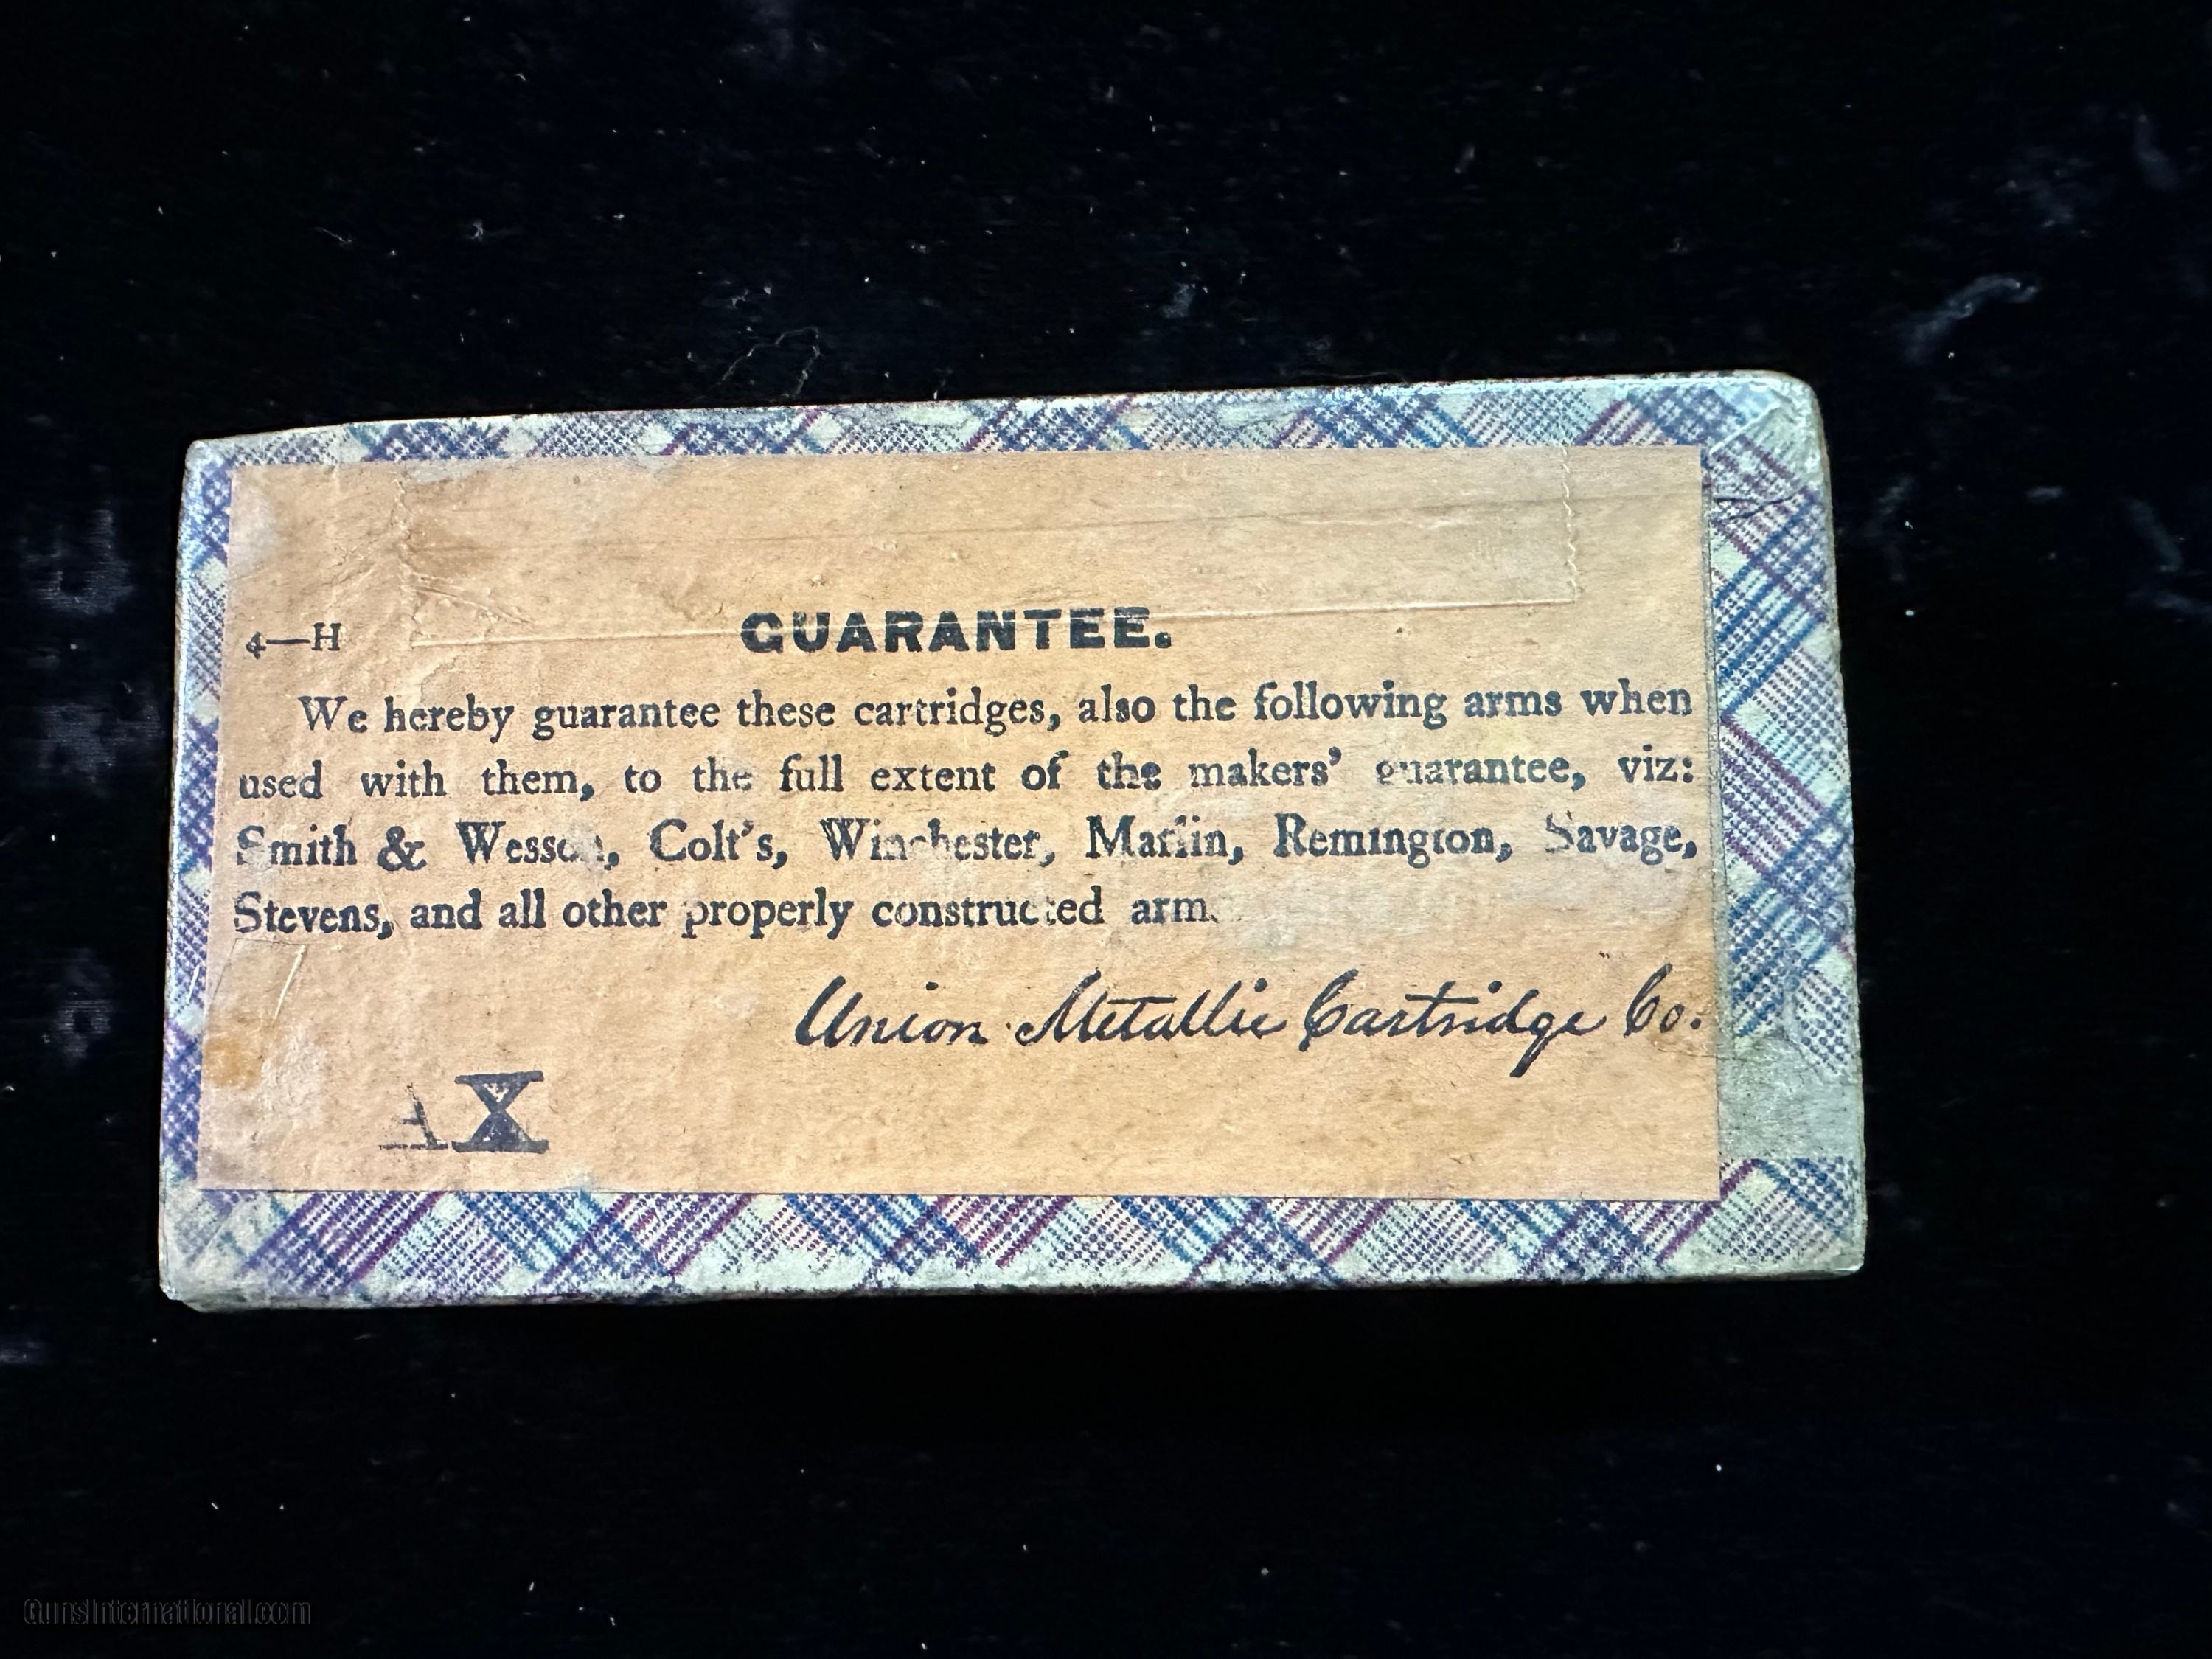 4—H
GUARANTEE.
We hereby guarantee these cartridges, also the following arms when
used with them, to the full extent of the makers' guarantee, viz:
Smith & Wesson, Colt's, Winchester, Marlin, Remington, Savage,
Stevens, and all other properly constructed arms
Union Metallic Cartridge Co.
AX
GunsInternational.com